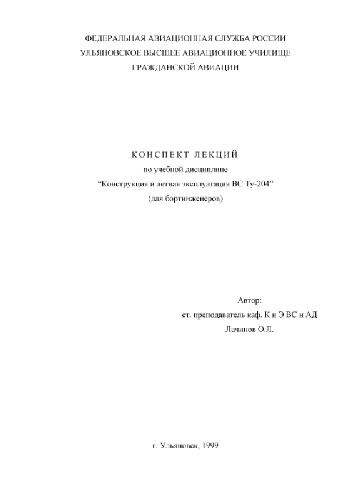 ФЕДЕРАЛЬНАЯ АВИАЦИОННАЯ СЛУЖБА РОССИИ
УЛЬЯНОВСКОЕ ВЫСШЕЕ АВИАЦИОННОЕ УЧИЛИЩЕ
ГРАЖДАНСКОЙ АВИАЦИИ
КОНСПЕКТ ЛЕКЦИЙ
по учебной дисциплине
“Конструкция и летная эксплуатация ВС Ту-204”
(для бортинженеров)
Автор:
ст. преподаватель каф. К и Э ВС и АД
Лачинов О.Л.
г. Ульяновск, 1999